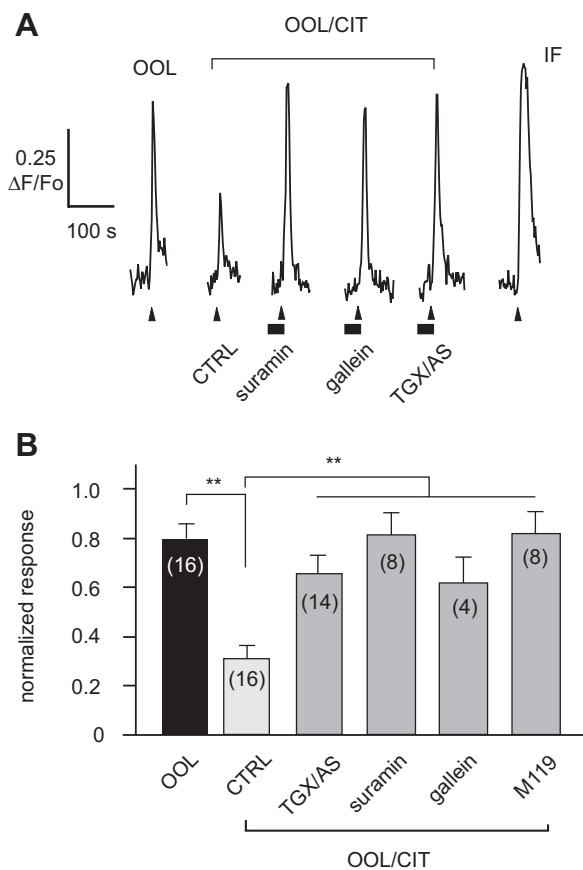 A
OOL/CIT
OOL
IF
0.25
ΔF/Fo
100 s
CTRL
suramin
gallein
TGX/AS
B
**
**
normalized response
1.0
0.8
0.6
0.4
0.2
0
(16)
(16)
(14)
(8)
(4)
(8)
OOL
CTRL
TGX/AS
suramin
gallein
M119
OOL/CIT